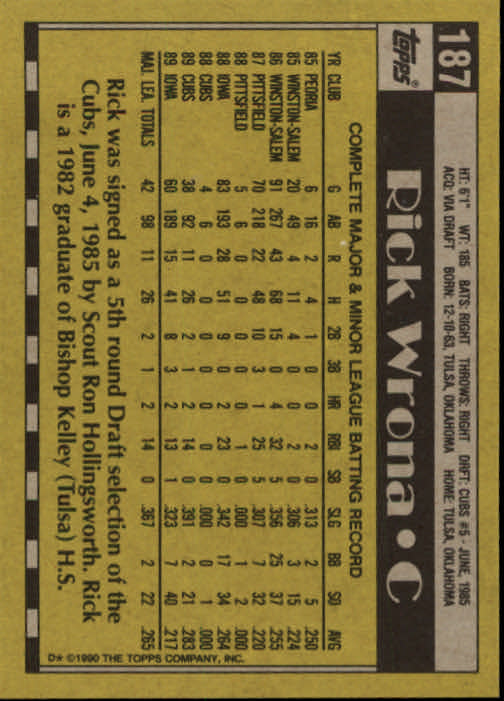 187
HT: 6'1" WT: 185 BATS: RIGHT THROWS: RIGHT DRFT: CUBS #5 - JUNE, 1985
ACQ: VIA DRAFT BORN: 12-10-63, TULSA, OKLAHOMA HOME: TULSA, OKLAHOMA
topps® Rick Wrona • C
COMPLETE MAJOR & MINOR LEAGUE BATTING RECORD
YR CLUB G AB R H 2B 3B HR RBI SB SLG BB SO AVG
85 PEORIA 6 16 2 4 1 0 0 2 0 .313 2 5 .250
85 WINSTON-SALEM 20 49 4 11 4 0 0 2 0 .306 3 15 .224
86 WINSTON-SALEM 91 267 43 68 15 0 4 32 5 .356 25 37 .255
87 PITTSFIELD 70 218 22 48 10 3 1 25 5 .307 7 32 .220
88 PITTSFIELD 5 6 0 0 0 0 0 1 0 .000 1 2 .000
88 IOWA 83 193 28 51 9 0 2 23 0 .342 17 34 .264
88 CUBS 4 6 0 0 0 0 0 0 0 .000 0 1 .000
89 CUBS 38 92 11 26 2 1 2 14 0 .391 2 21 .283
89 IOWA 60 189 15 41 8 3 2 13 1 .323 7 40 .217
MAJ. LEA. TOTALS 42 98 11 26 2 1 2 14 0 .367 2 22 .265
Rick was signed as a 5th round Draft selection of the
Cubs, June 4, 1985 by Scout Ron Hollingsworth. Rick
is a 1982 graduate of Bishop Kelley (Tulsa) H.S.
D* ©1990 THE TOPPS COMPANY, INC.